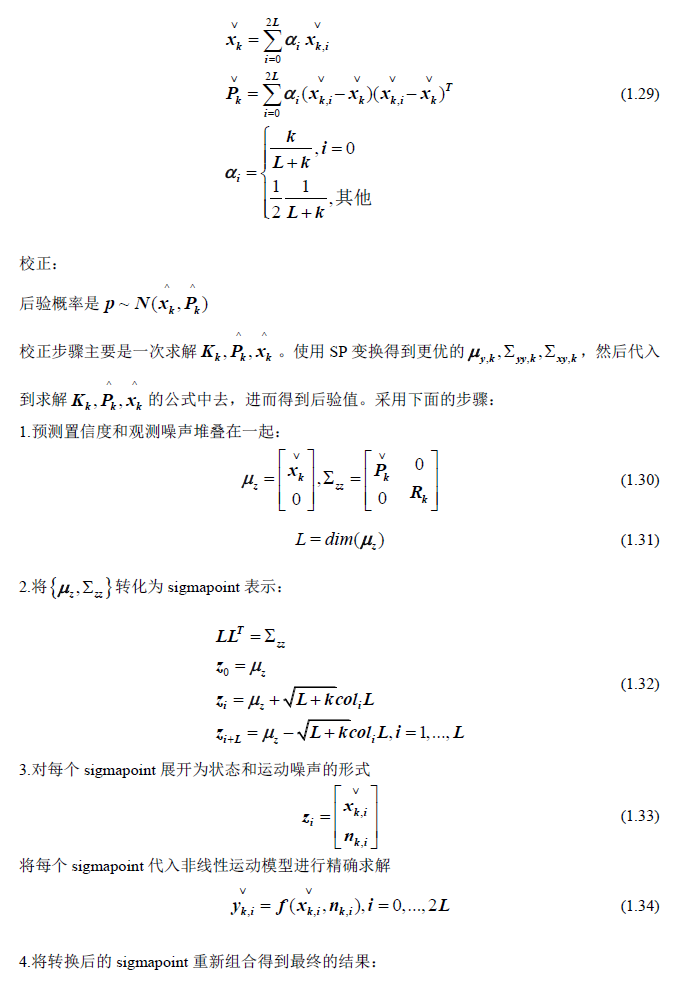 $\check{x}_k = \sum_{i=0}^{2L} \alpha_i \check{x}_{k,i}$
$\check{P}_k = \sum_{i=0}^{2L} \alpha_i (\check{x}_{k,i} - \check{x}_k)(\check{x}_{k,i} - \check{x}_k)^T$ (1.29)
$\alpha_i = \begin{cases} \frac{k}{L+k}, i=0 \\ \frac{1}{2}\frac{1}{L+k}, 其他 \end{cases}$
校正：
后验概率是 $p \sim N(\hat{x}_k, \hat{P}_k)$
校正步骤主要是一次求解 $K_k, \hat{P}_k, \hat{x}_k$ 。使用 SP 变换得到更优的 $\mu_{y,k}, \Sigma_{yy,k}, \Sigma_{xy,k}$，然后代入
到求解 $K_k, \hat{P}_k, \hat{x}_k$ 的公式中去，进而得到后验值。采用下面的步骤：
1.预测置信度和观测噪声堆叠在一起：
$\mu_z = \begin{bmatrix} \check{x}_k \\ 0 \end{bmatrix}, \Sigma_{zz} = \begin{bmatrix} \check{P}_k & 0 \\ 0 & R_k \end{bmatrix}$ (1.30)
$L = dim(\mu_z)$ (1.31)
2.将 $\{\mu_z, \Sigma_{zz}\}$ 转化为 sigmapoint 表示：
$LL^T = \Sigma_{zz}$
$z_0 = \mu_z$
$z_i = \mu_z + \sqrt{L+k} col_i L$ (1.32)
$z_{i+L} = \mu_z - \sqrt{L+k} col_i L, i=1,...,L$
3.对每个 sigmapoint 展开为状态和运动噪声的形式
$z_i = \begin{bmatrix} \check{x}_{k,i} \\ n_{k,i} \end{bmatrix}$ (1.33)
将每个 sigmapoint 代入非线性运动模型进行精确求解
$\check{y}_{k,i} = f(\check{x}_{k,i}, n_{k,i}), i=0,...,2L$ (1.34)
4.将转换后的 sigmapoint 重新组合得到最终的结果：